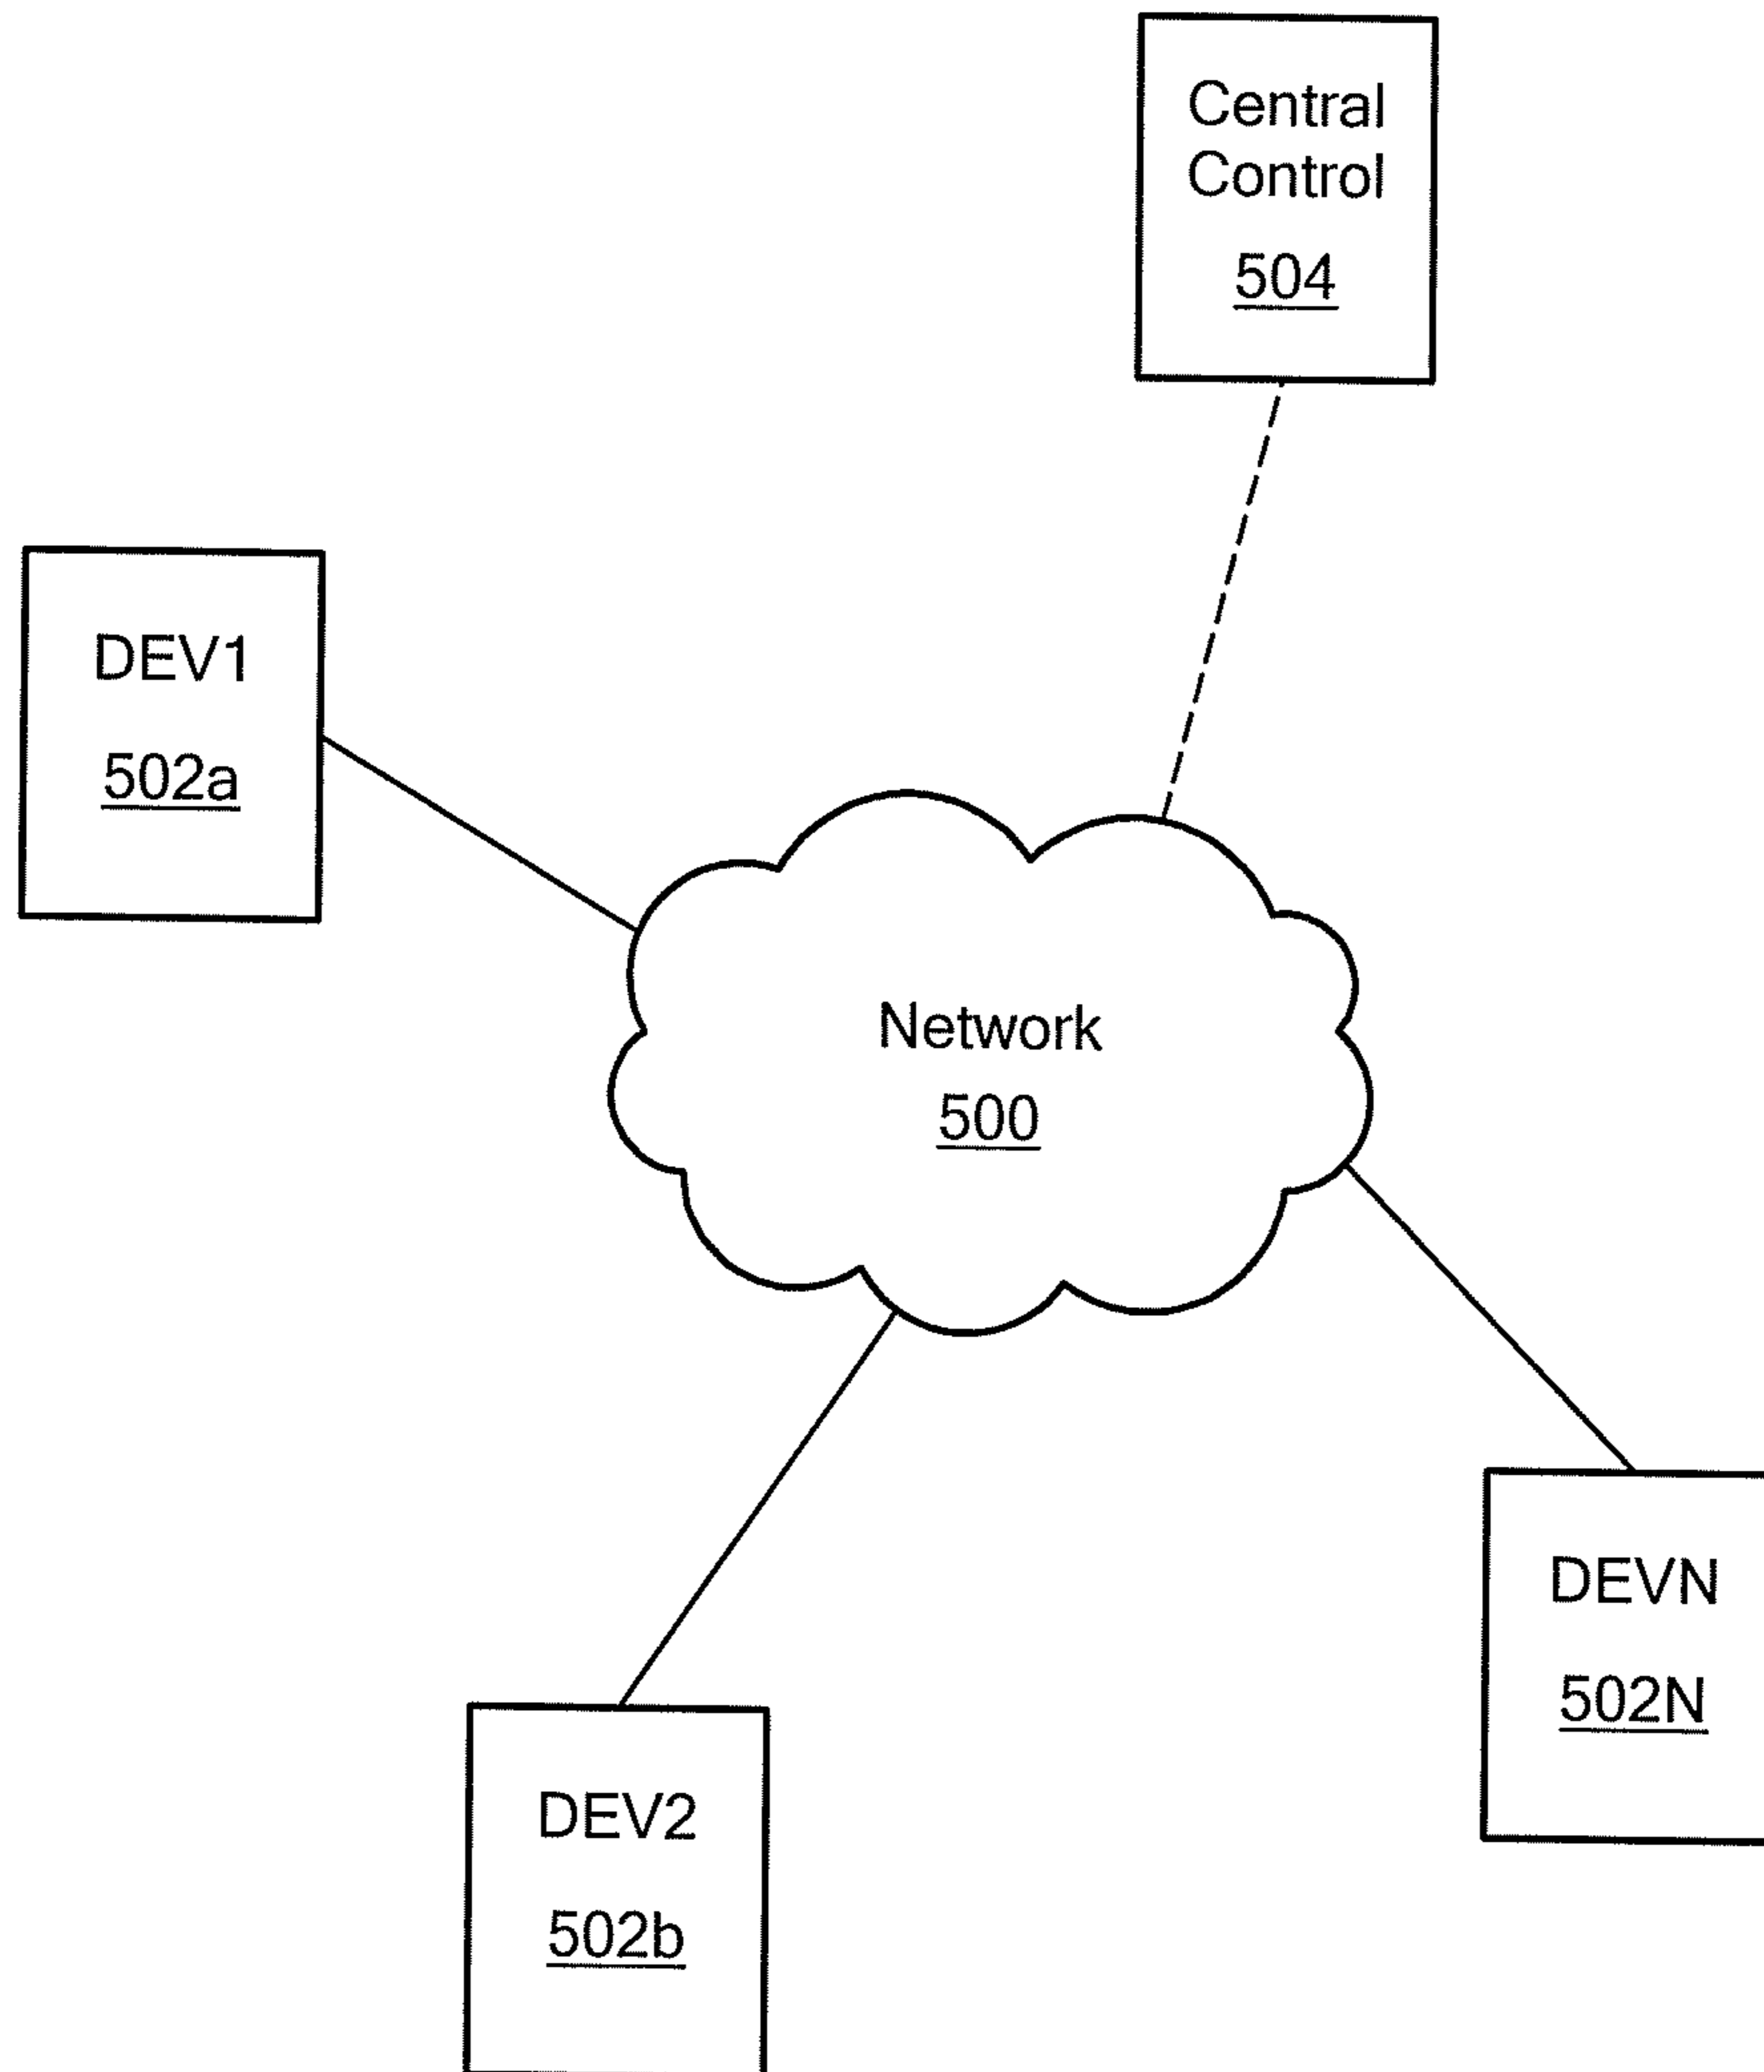 Central
Control
504
DEV1
502a
Network
500
DEVN
502N
DEV2
502b